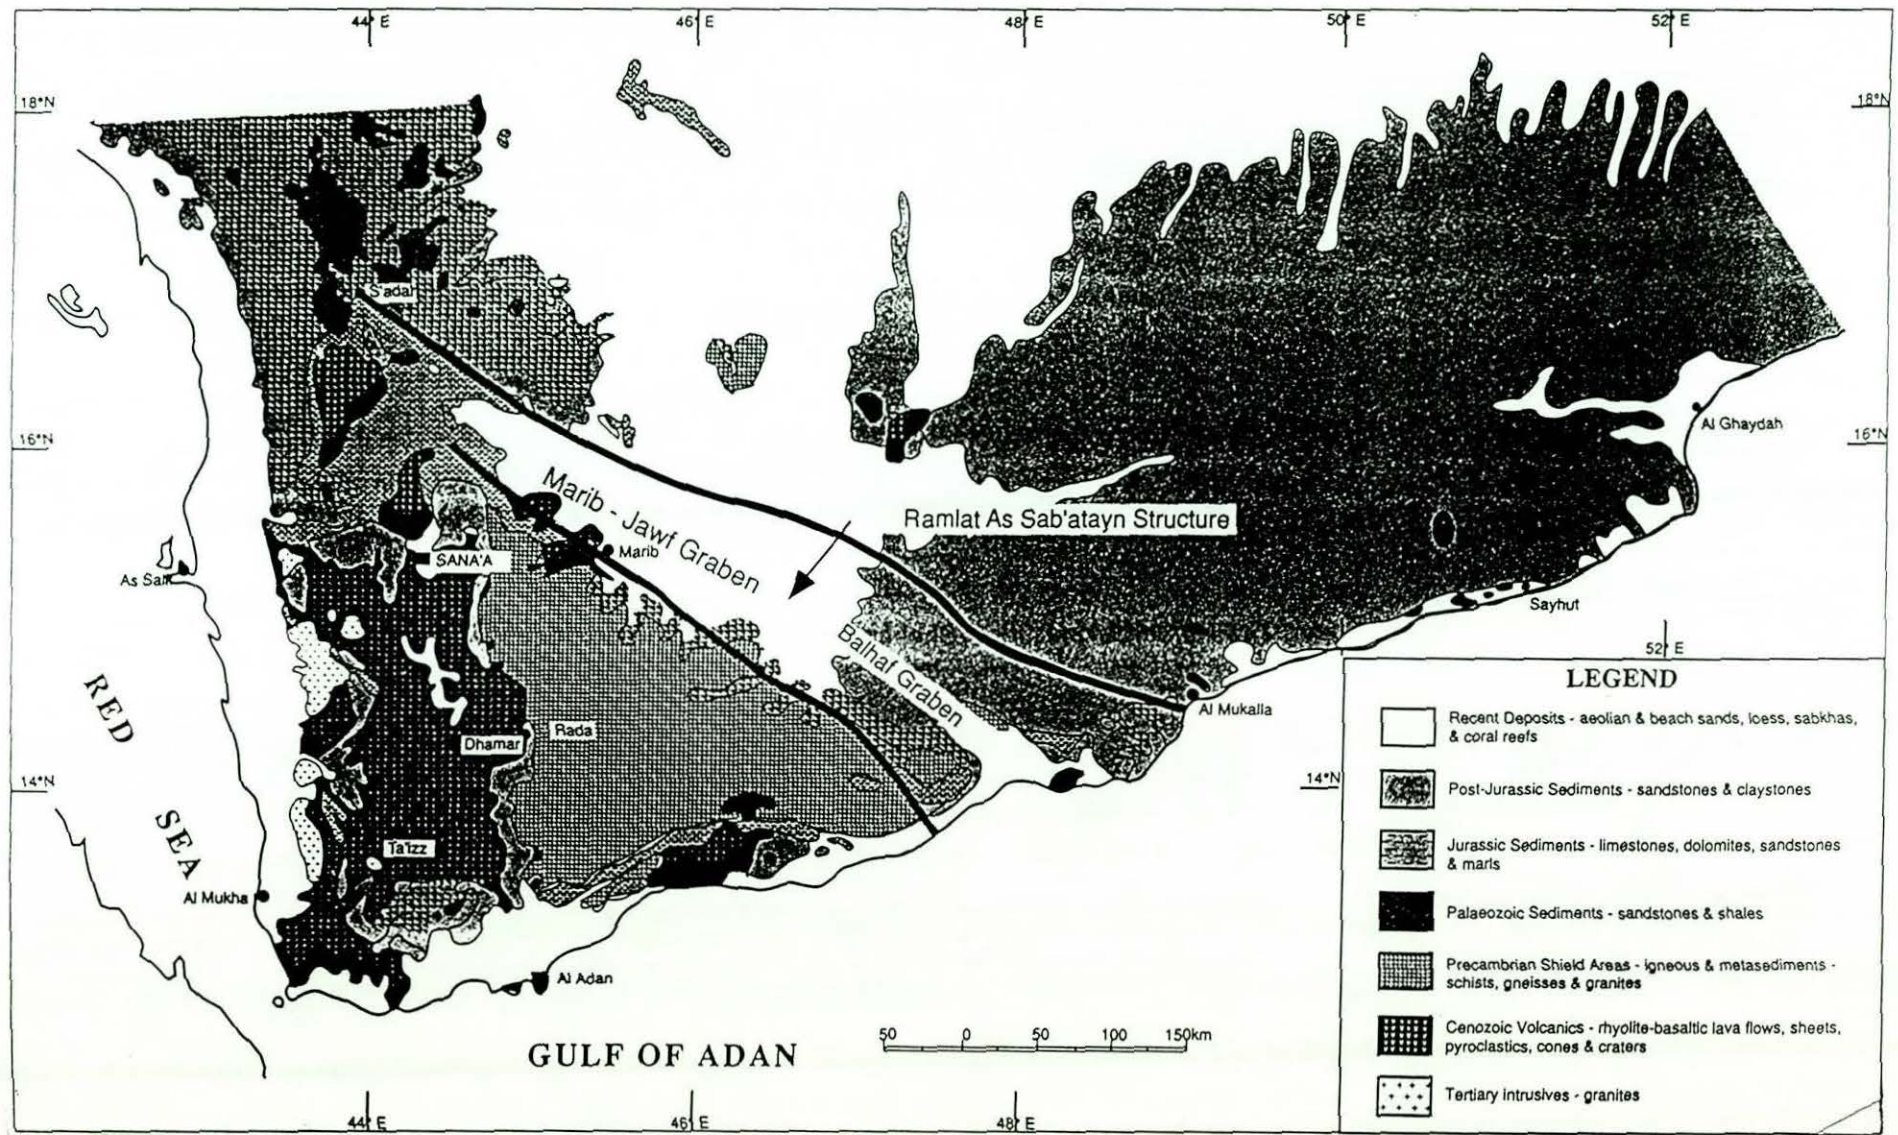 44° E
46° E
48° E
50° E
52° E
18°N
18°N
S'adah
16°N
16°N
Al Ghaydah
Marib - Jawf Graben
Ramlat As Sab'atayn Structure
Marib
SANA'A
Sayhut
Balhaf Graben
52° E
Al Mukalla
RED
SEA
Dhamar
Rada
14°N
14°N
Ta'izz
Al Mukha
Al Adan
GULF OF ADAN
50 0 50 100 150km
44° E
46° E
48° E
LEGEND
Recent Deposits - aeolian & beach sands, loess, sabkhas,
& coral reefs
Post-Jurassic Sediments - sandstones & claystones
Jurassic Sediments - limestones, dolomites, sandstones
& marls
Palaeozoic Sediments - sandstones & shales
Precambrian Shield Areas - igneous & metasediments -
schists, gneisses & granites
Cenozoic Volcanics - rhyolite-basaltic lava flows, sheets,
pyroclastics, cones & craters
Tertiary Intrusives - granites